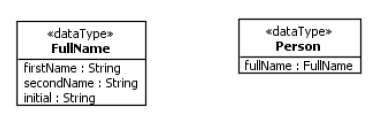 «dataType»
FullName
firstName : String
secondName : String
initial : String
«dataType»
Person
fullName : FullName